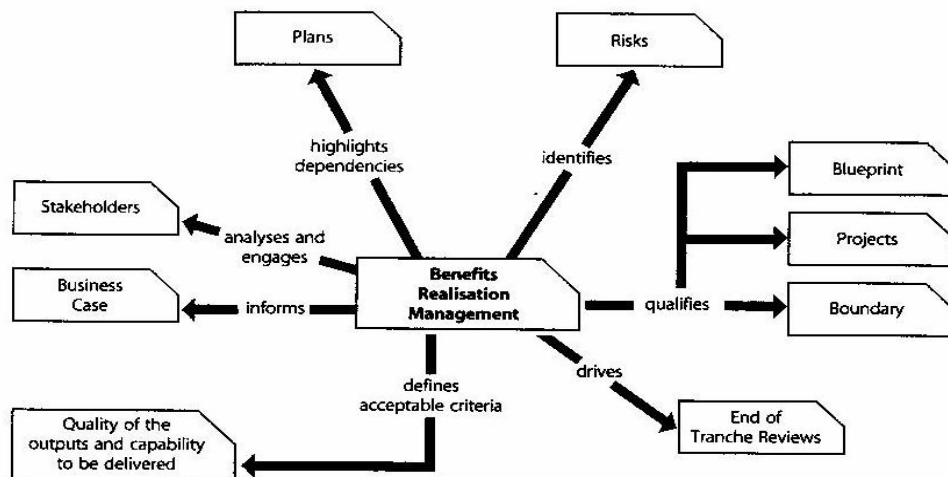 Plans
Risks
highlights
dependencies
identifies
Blueprint
Stakeholders
analyses and
engages
Projects
Benefits
Realisation
Management
Business
Case
informs
qualifies
Boundary
defines
acceptable criteria
drives
Quality of the
outputs and capability
to be delivered
End of
Tranche Reviews